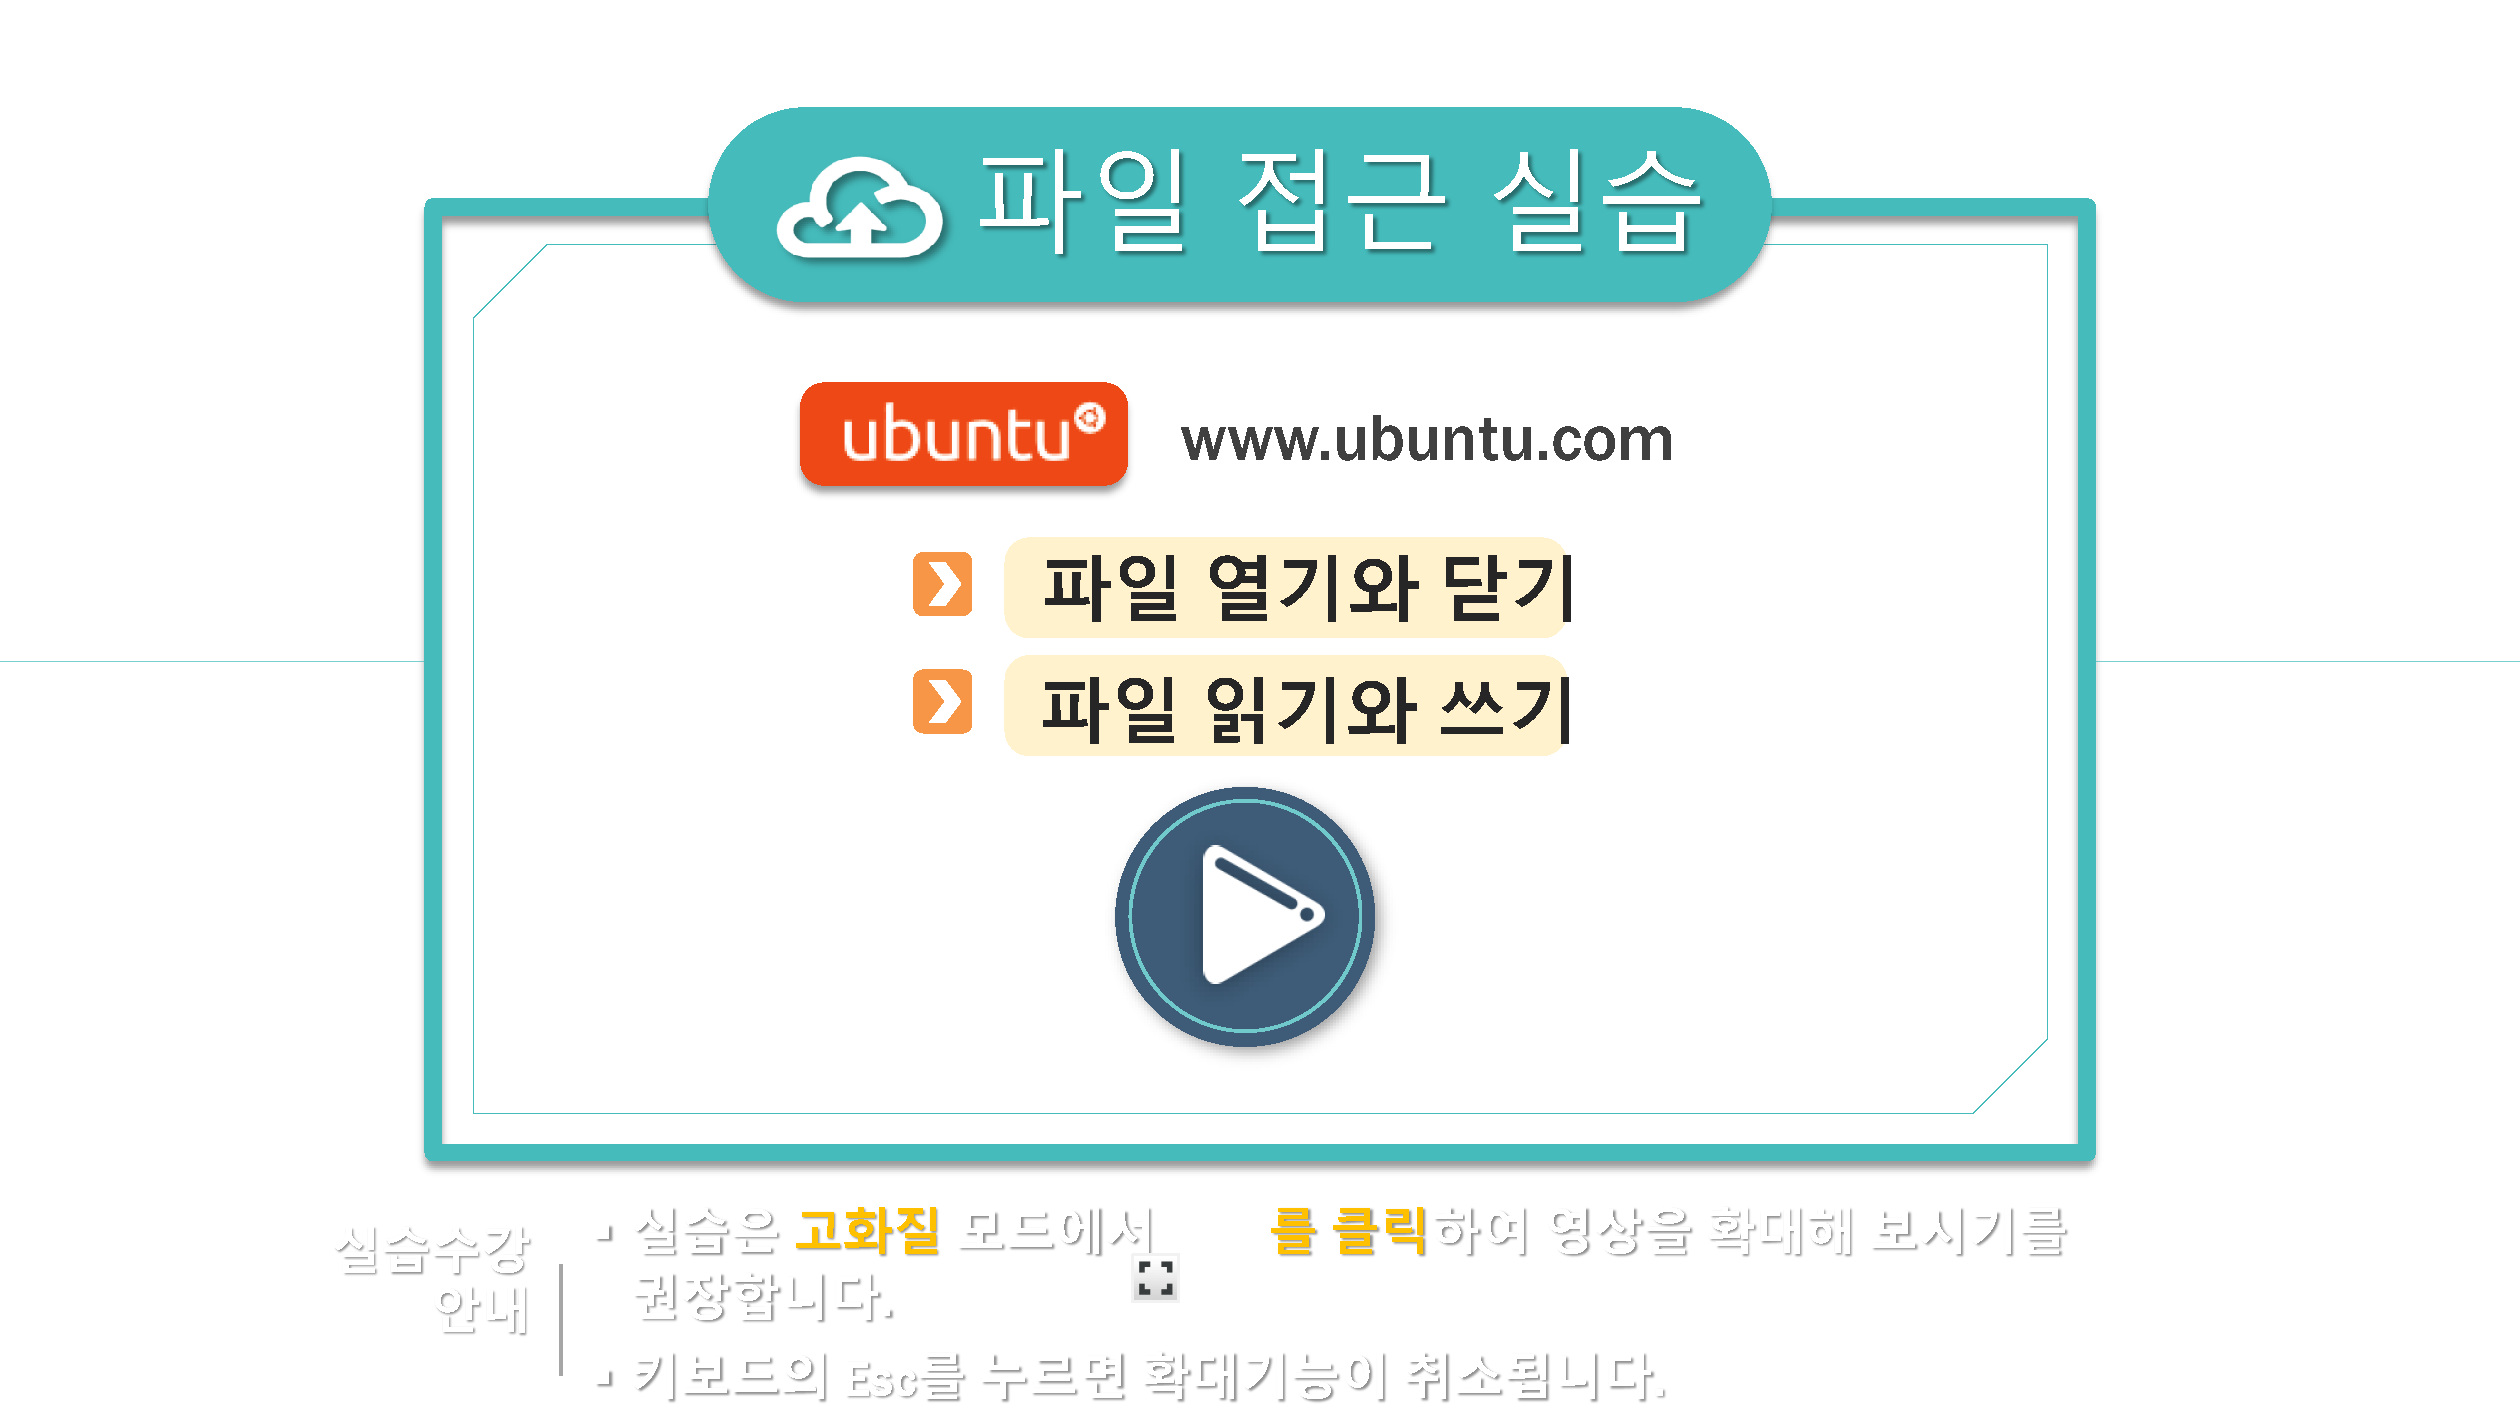 파일 접근 실습
ubuntu www.ubuntu.com
파일 열기와 닫기
파일 읽기와 쓰기
실습수강
안내
▪ 실습은 고화질 모드에서 를 클릭하여 영상을 확대해 보시기를
권장합니다.
▪ 키보드의 Esc를 누르면 확대기능이 취소됩니다.